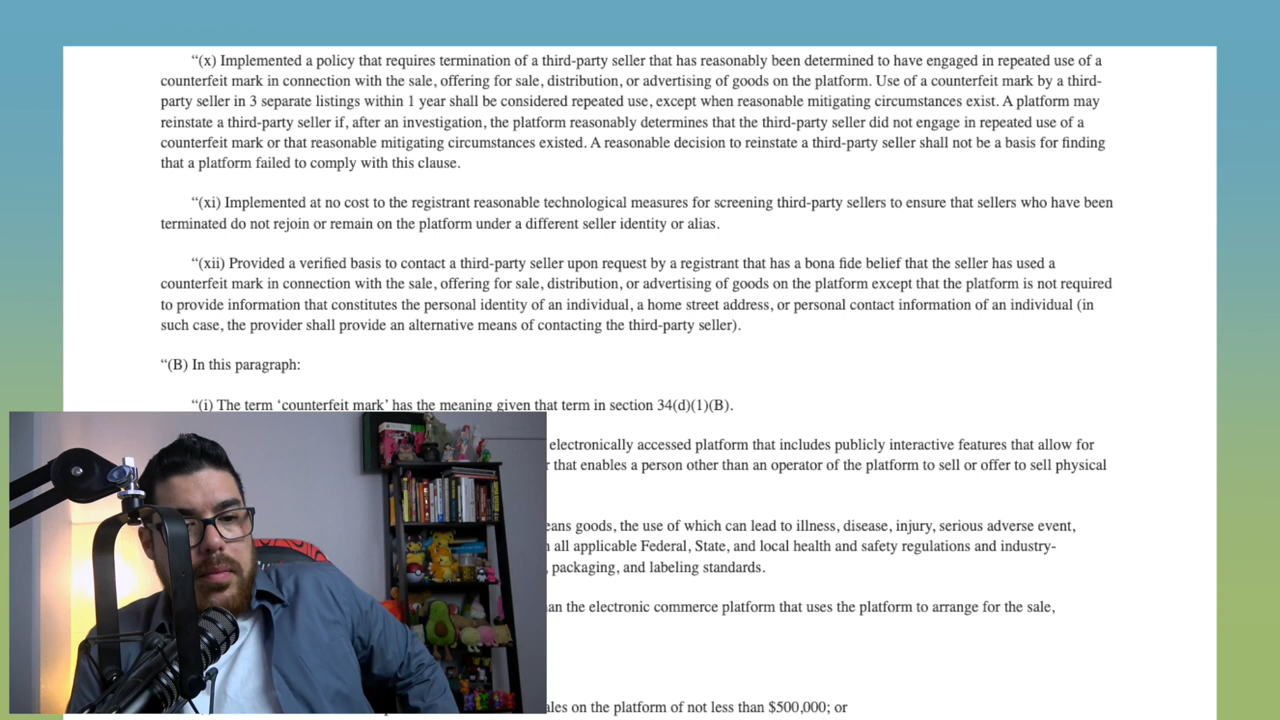 “(x) Implemented a policy that requires termination of a third-party seller that has reasonably been determined to have engaged in repeated use of a
counterfeit mark in connection with the sale, offering for sale, distribution, or advertising of goods on the platform. Use of a counterfeit mark by a third-
party seller in 3 separate listings within 1 year shall be considered repeated use, except when reasonable mitigating circumstances exist. A platform may
reinstate a third-party seller if, after an investigation, the platform reasonably determines that the third-party seller did not engage in repeated use of a
counterfeit mark or that reasonable mitigating circumstances existed. A reasonable decision to reinstate a third-party seller shall not be a basis for finding
that a platform failed to comply with this clause.
“(xi) Implemented at no cost to the registrant reasonable technological measures for screening third-party sellers to ensure that sellers who have been
terminated do not rejoin or remain on the platform under a different seller identity or alias.
“(xii) Provided a verified basis to contact a third-party seller upon request by a registrant that has a bona fide belief that the seller has used a
counterfeit mark in connection with the sale, offering for sale, distribution, or advertising of goods on the platform except that the platform is not required
to provide information that constitutes the personal identity of an individual, a home street address, or personal contact information of an individual (in
such case, the provider shall provide an alternative means of contacting the third-party seller).
“(B) In this paragraph:
“(i) The term ‘counterfeit mark’ has the meaning given that term in section 34(d)(1)(B).
electronically accessed platform that includes publicly interactive features that allow for
that enables a person other than an operator of the platform to sell or offer to sell physical
goods, the use of which can lead to illness, disease, injury, serious adverse event,
all applicable Federal, State, and local health and safety regulations and industry-
, packaging, and labeling standards.
the electronic commerce platform that uses the platform to arrange for the sale,
on the platform of not less than $500,000; or